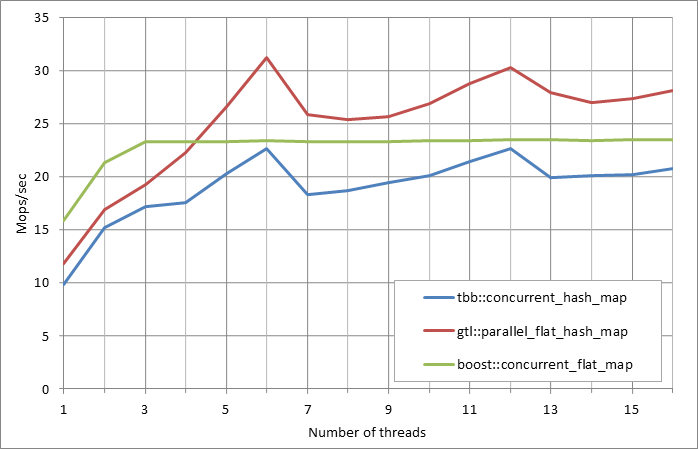 35
30
25
20
15
10
5
0
Mops/sec
tbb::concurrent_hash_map
gtl::parallel_flat_hash_map
boost::concurrent_flat_map
1 3 5 7 9 11 13 15
Number of threads